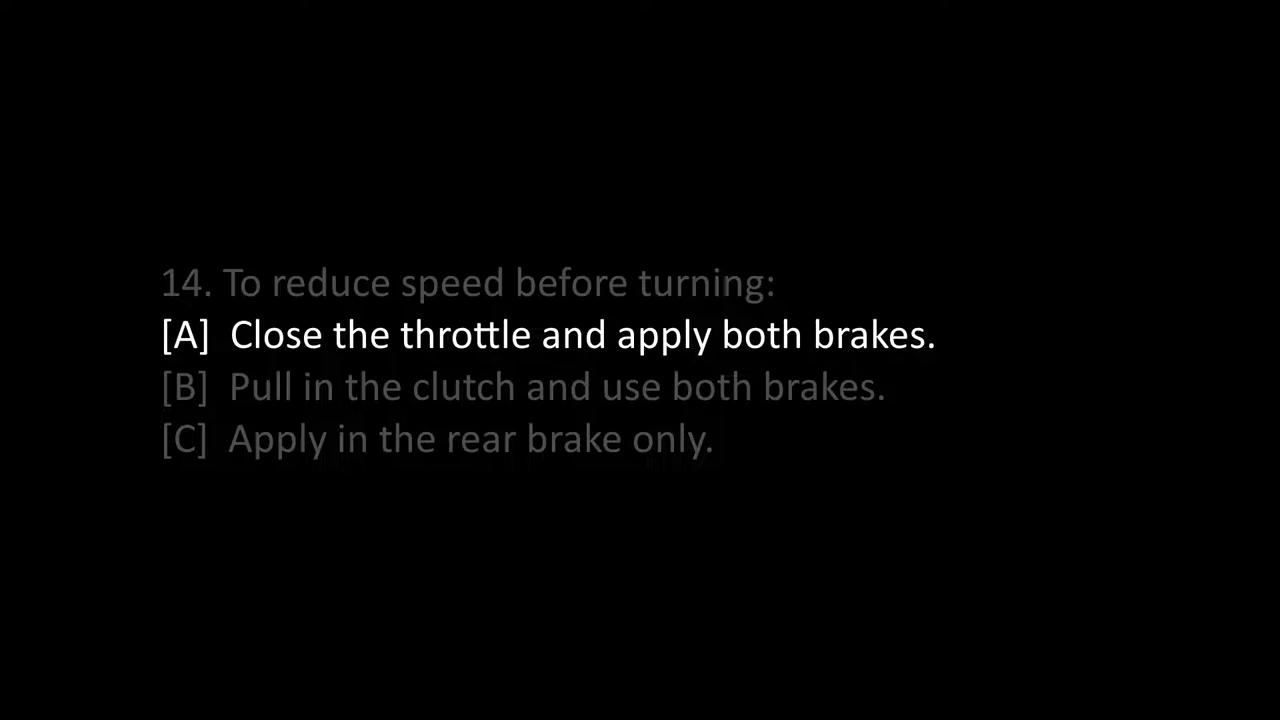 14. To reduce speed before turning:
[A] Close the throttle and apply both brakes.
[B] Pull in the clutch and use both brakes.
[C] Apply in the rear brake only.